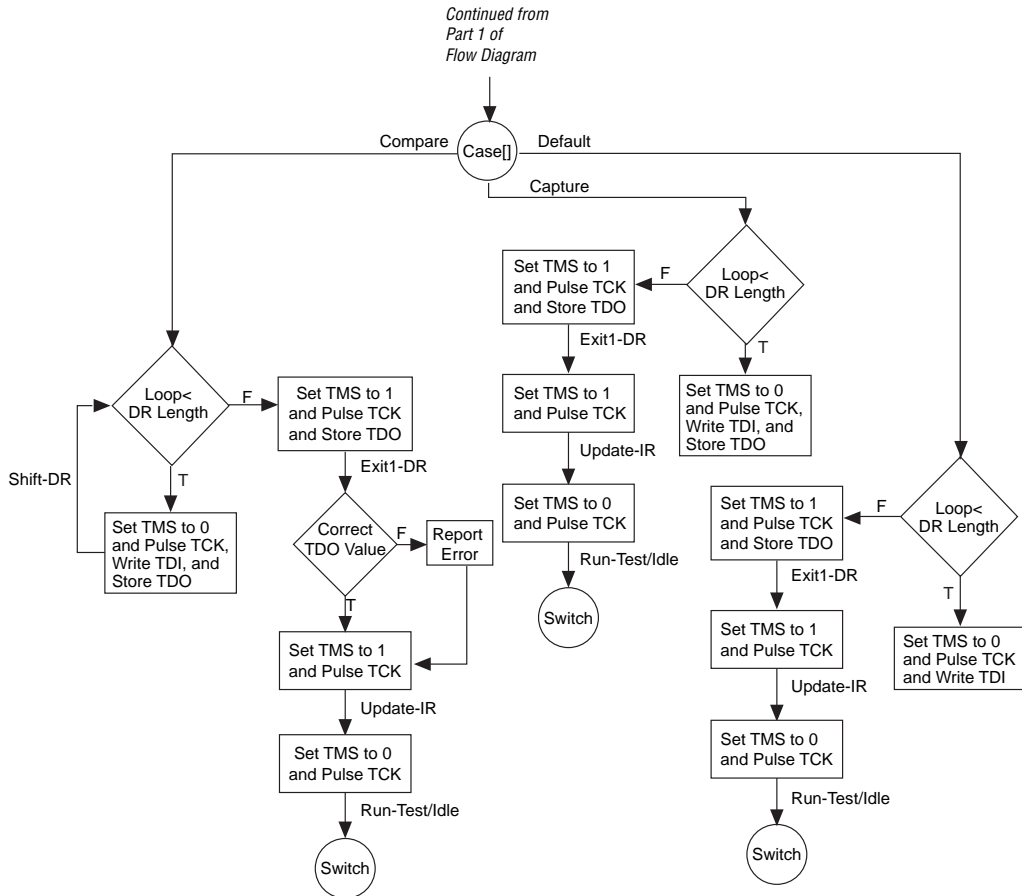 Continued from
Part 1 of
Flow Diagram
Case[]
Compare
Default
Capture
Loop<
DR Length
F
T
Set TMS to 1
and Pulse TCK
and Store TDO
Exit1-DR
Set TMS to 1
and Pulse TCK
Update-IR
Set TMS to 0
and Pulse TCK
Run-Test/Idle
Switch
Set TMS to 0
and Pulse TCK,
Write TDI, and
Store TDO
Loop<
DR Length
F
T
Shift-DR
Set TMS to 0
and Pulse TCK,
Write TDI, and
Store TDO
Set TMS to 1
and Pulse TCK
and Store TDO
Exit1-DR
Correct
TDO Value
F
Report
Error
T
Set TMS to 1
and Pulse TCK
Update-IR
Set TMS to 0
and Pulse TCK
Run-Test/Idle
Switch
Loop<
DR Length
F
T
Set TMS to 1
and Pulse TCK
and Store TDO
Exit1-DR
Set TMS to 1
and Pulse TCK
Update-IR
Set TMS to 0
and Pulse TCK
Run-Test/Idle
Switch
Set TMS to 0
and Pulse TCK
and Write TDI